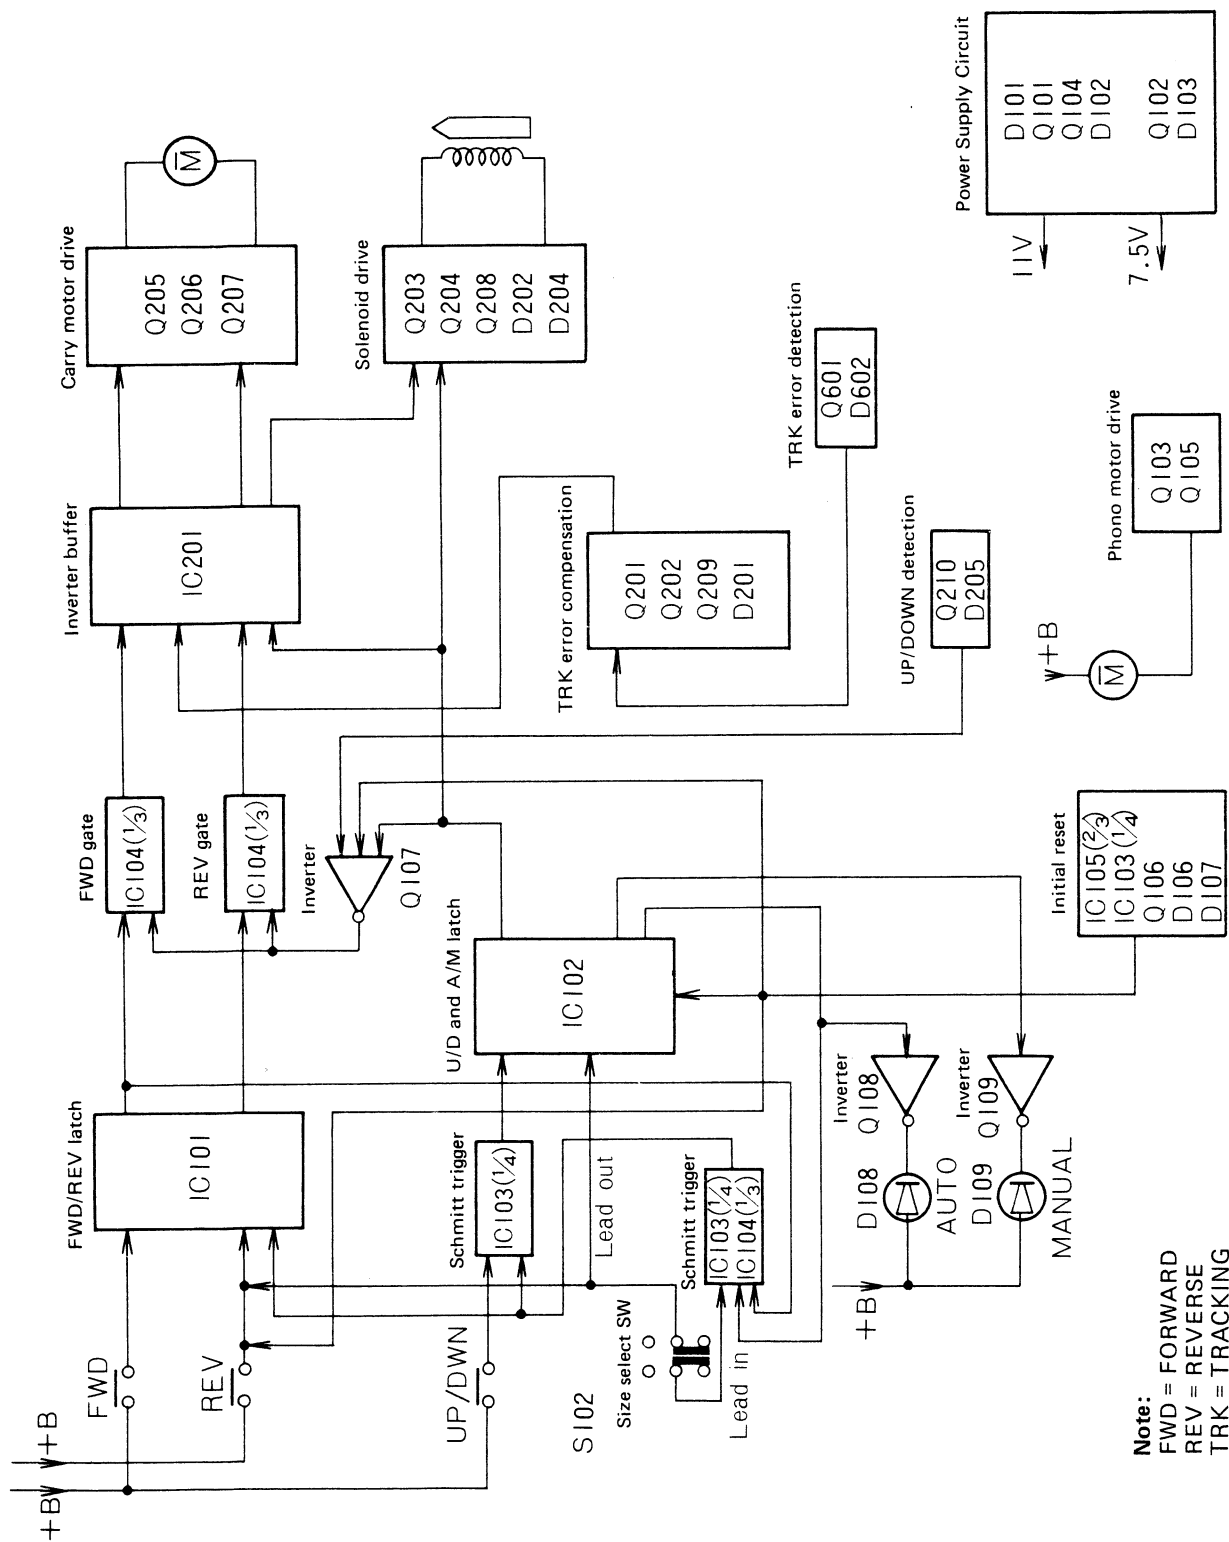 +B
+B
FWD
REV
UP/DWN
S102
Size select SW
Lead in
FWD/REV latch
IC101
Schmitt trigger
IC103(1/4)
Lead out
Schmitt trigger
IC103(1/4)
IC104(1/3)
U/D and A/M latch
IC102
+B
D108
AUTO
D109
MANUAL
Inverter
Q108
Inverter
Q109
FWD gate
IC104(1/3)
REV gate
IC104(1/3)
Inverter
Q107
Initial reset
IC105(2/3)
IC103(1/4)
Q106
D106
D107
Inverter buffer
IC201
TRK error compensation
Q201
Q202
Q209
D201
UP/DOWN detection
Q210
D205
TRK error detection
Q601
D602
Carry motor drive
Q205
Q206
Q207
M
Solenoid drive
Q203
Q204
Q208
D202
D204
Phono motor drive
Q103
Q105
+B
M
Power Supply Circuit
D101
Q101
Q104
D102
Q102
D103
11V
7.5V
Note:
FWD = FORWARD
REV = REVERSE
TRK = TRACKING